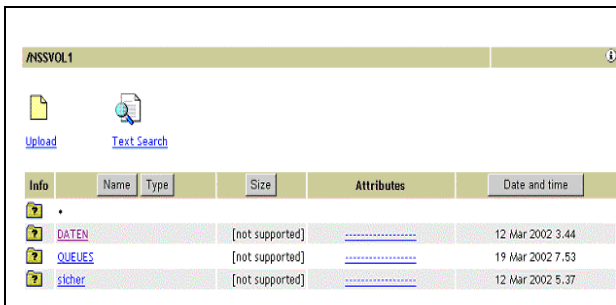 /NSSVOL1
Upload Text Search
Info Name Type Size Attributes Date and time
.
DATEN [not supported] ------------------ 12 Mar 2002 3.44
QUEUES [not supported] ------------------ 19 Mar 2002 7.53
sicher [not supported] ------------------ 12 Mar 2002 5.37